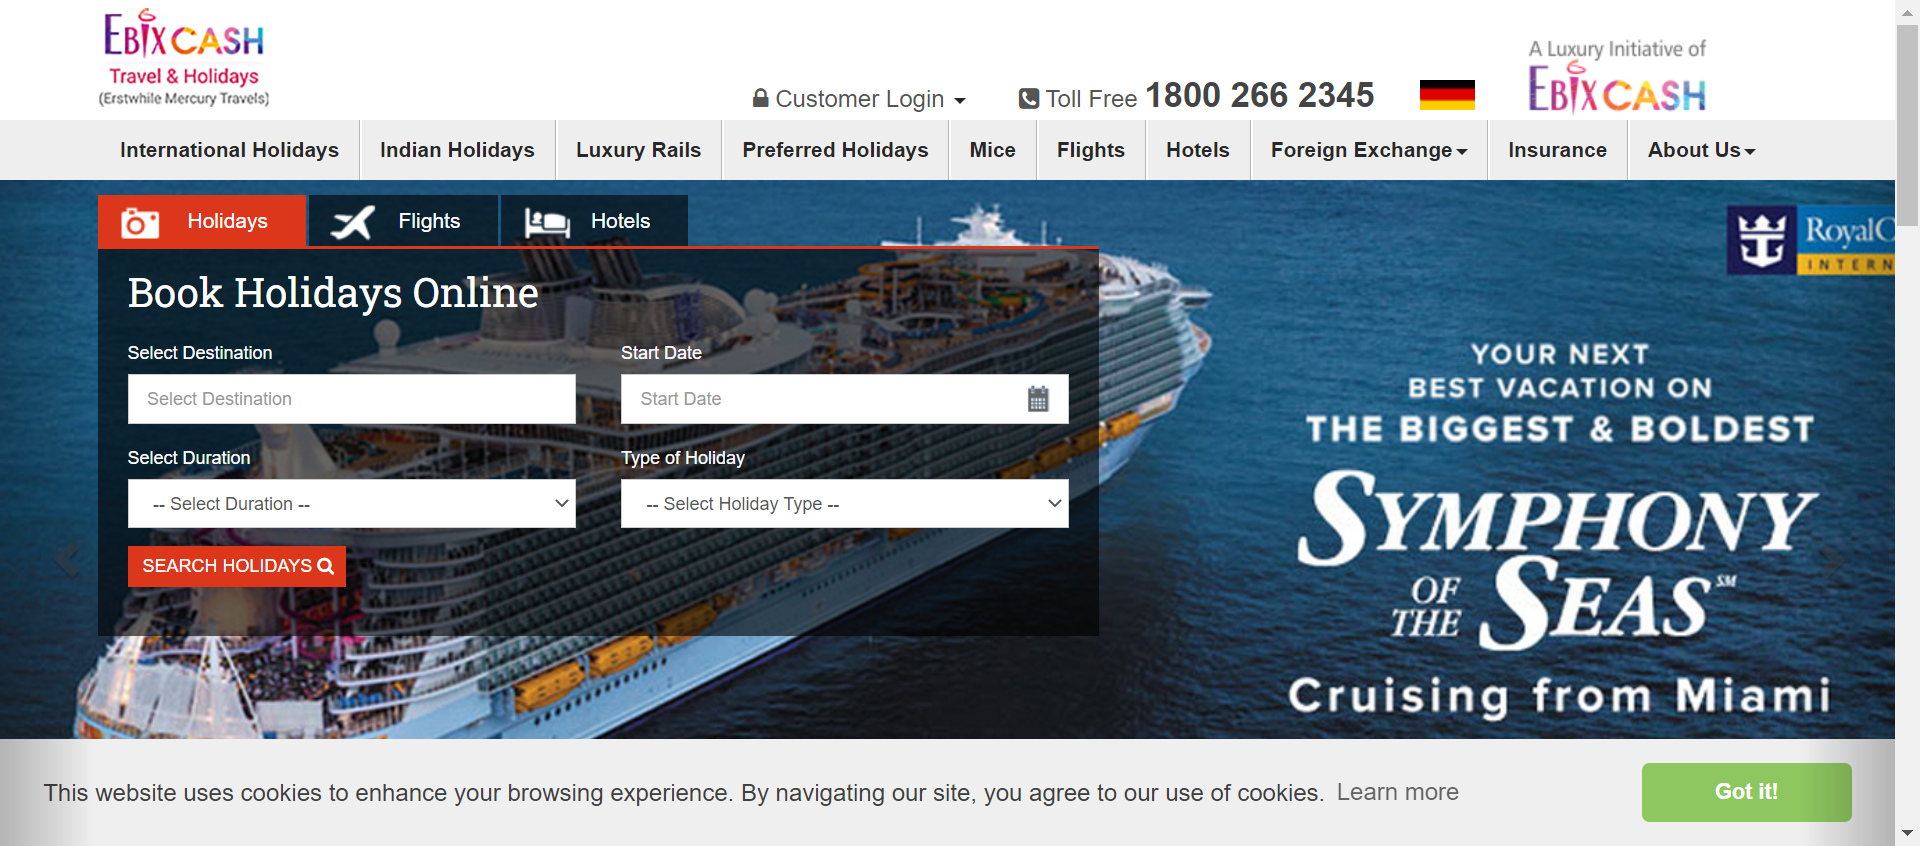 EBIXCASH
Travel & Holidays
(Erstwhile Mercury Travels)
Customer Login
Toll Free 1800 266 2345
A Luxury Initiative of
EBIXCASH
International Holidays
Indian Holidays
Luxury Rails
Preferred Holidays
Mice
Flights
Hotels
Foreign Exchange
Insurance
About Us
Holidays
Flights
Hotels
RoyalC
INTERN
Book Holidays Online
Select Destination
Start Date
Select Destination
Start Date
Select Duration
Type of Holiday
-- Select Duration --
-- Select Holiday Type --
SEARCH HOLIDAYS
YOUR NEXT
BEST VACATION ON
THE BIGGEST & BOLDEST
SYMPHONY
OF THE SEAS℠
Cruising from Miami
This website uses cookies to enhance your browsing experience. By navigating our site, you agree to our use of cookies. Learn more
Got it!